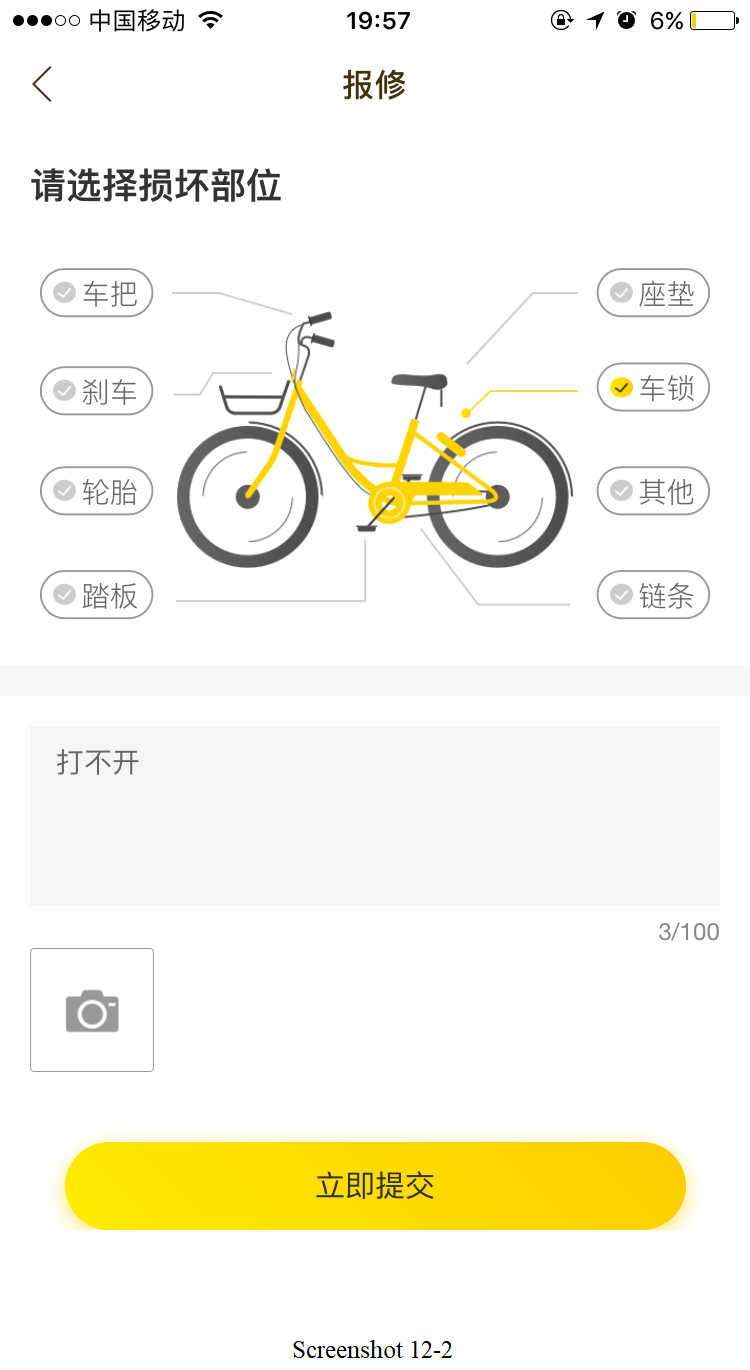 中国移动 19:57 6%
报修
请选择损坏部位
车把 座垫
刹车 车锁
轮胎 其他
踏板 链条
打不开
3/100
立即提交
Screenshot 12-2